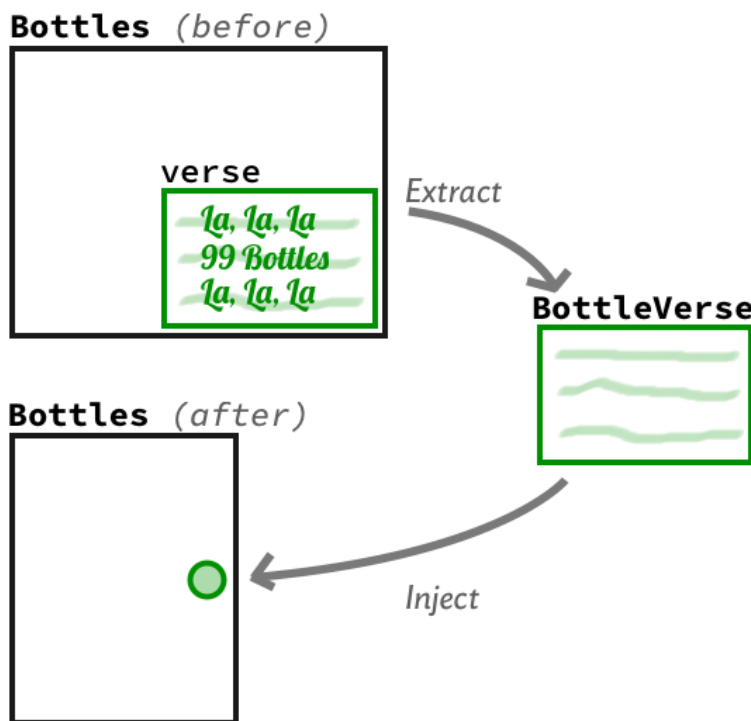 Bottles (before)
verse
La, La, La
99 Bottles
La, La, La
Extract
BottleVerse
Bottles (after)
Inject